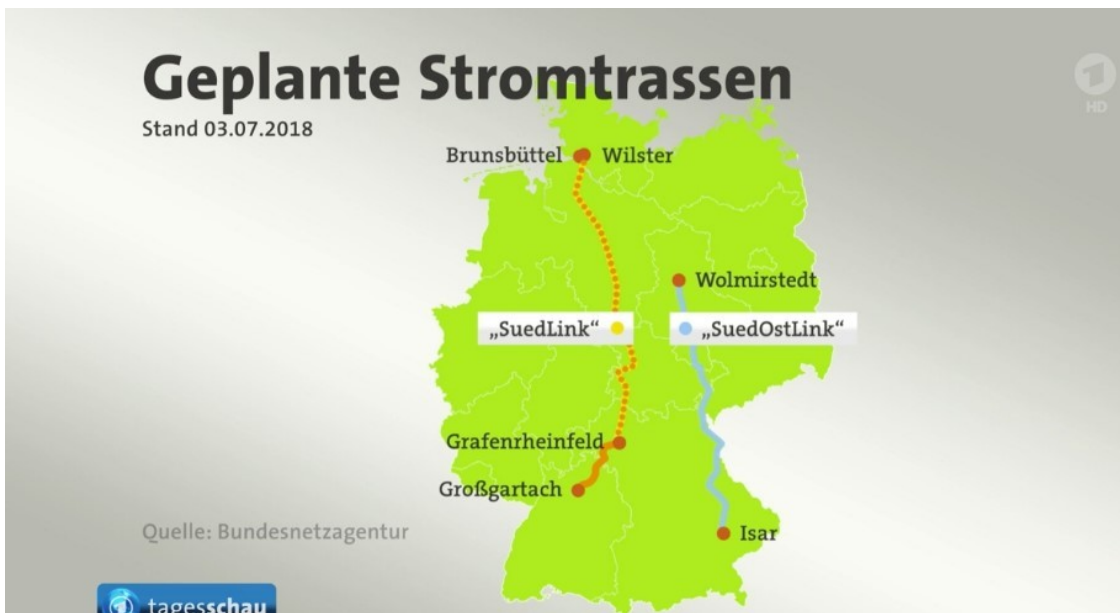 Geplante Stromtrassen
Stand 03.07.2018
HD
Brunsbüttel
Wilster
Wolmirstedt
„SuedLink“
„SuedOstLink“
Grafenrheinfeld
Großgartach
Isar
Quelle: Bundesnetzagentur
tagesschau